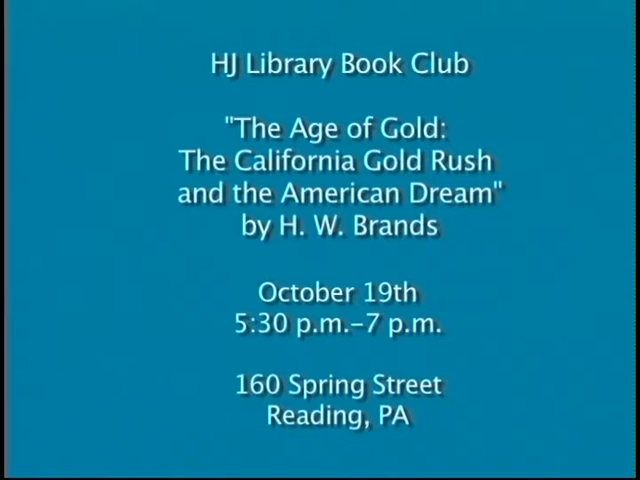 HJ Library Book Club
"The Age of Gold:
The California Gold Rush
and the American Dream"
by H. W. Brands
October 19th
5:30 p.m.-7 p.m.
160 Spring Street
Reading, PA